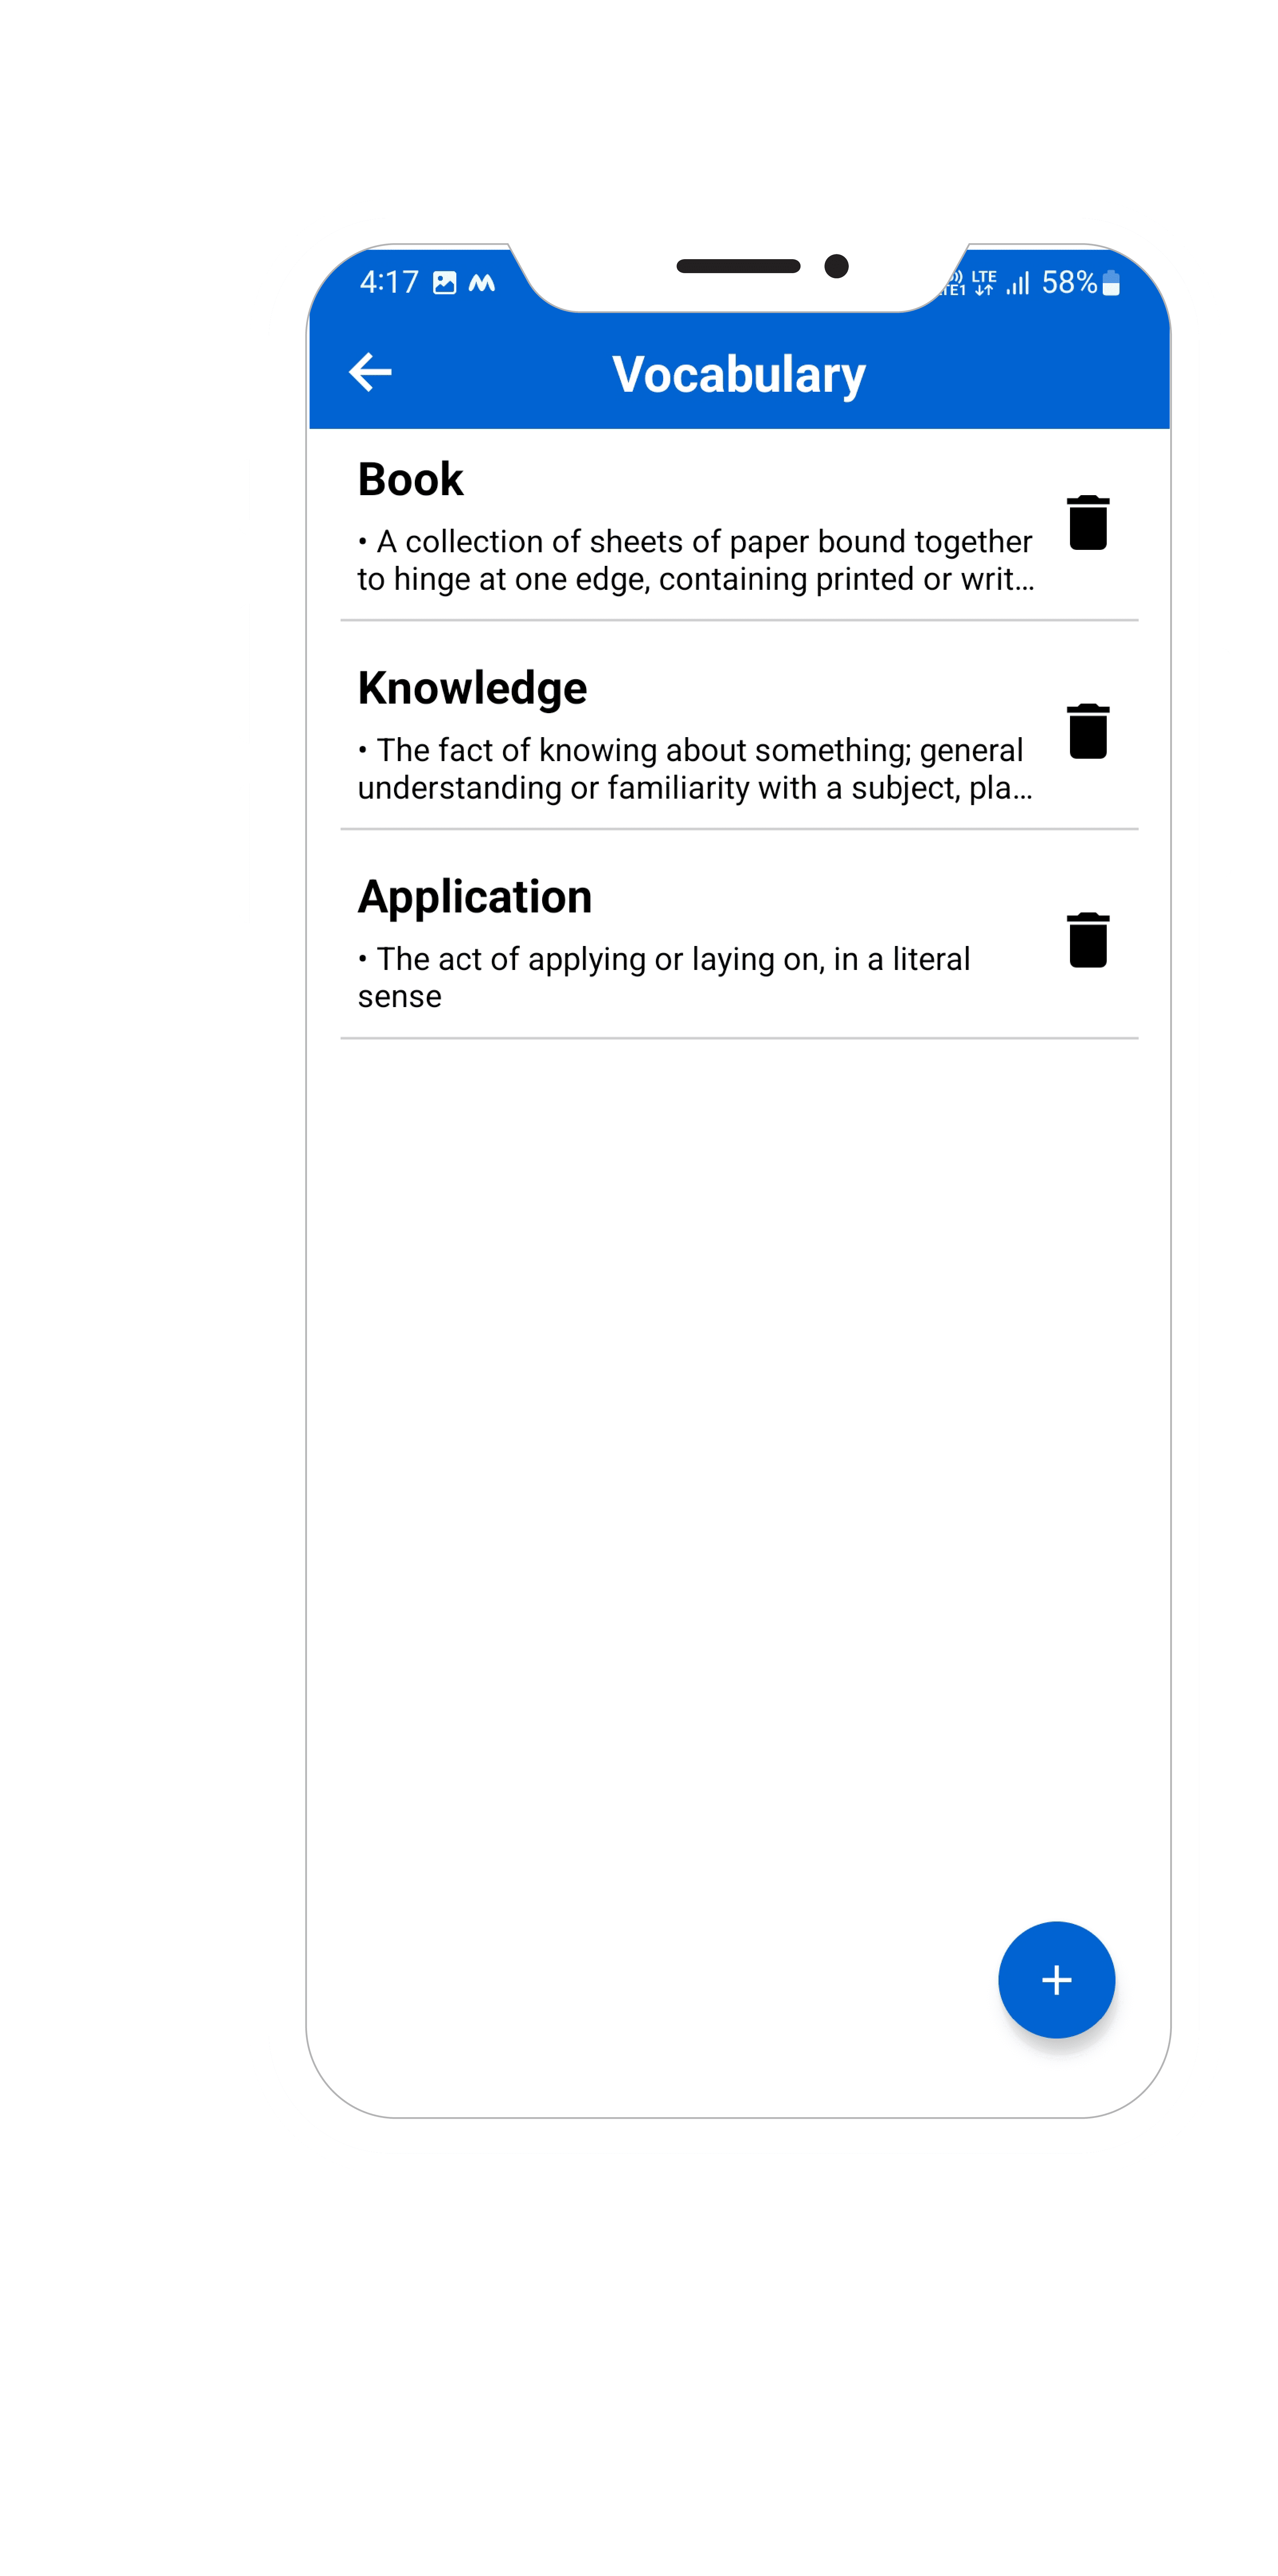 4:17 LTE 58%
Vocabulary
Book
• A collection of sheets of paper bound together
to hinge at one edge, containing printed or writ...
Knowledge
• The fact of knowing about something; general
understanding or familiarity with a subject, pla...
Application
• The act of applying or laying on, in a literal
sense